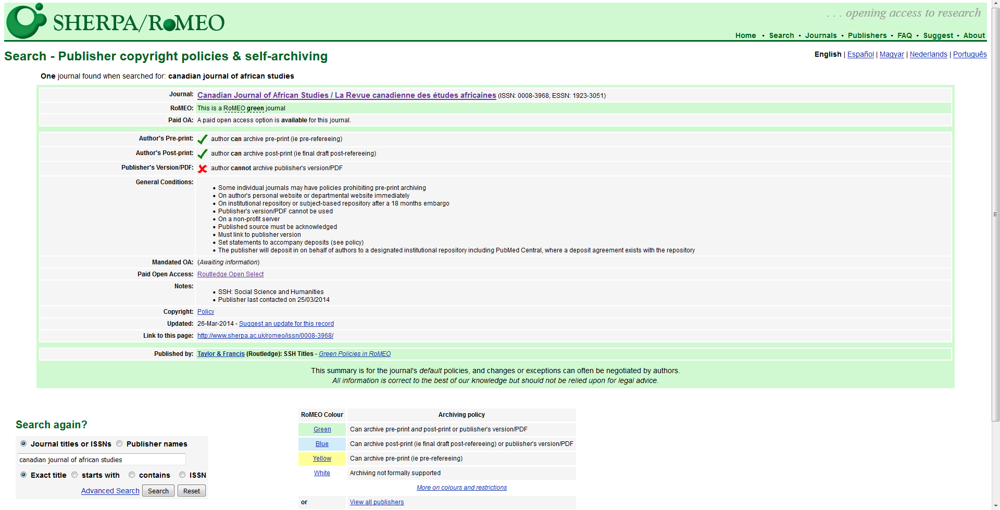 SHERPA/RoMEO
. . . opening access to research
Home • Search • Journals • Publishers • FAQ • Suggest • About
Search - Publisher copyright policies & self-archiving
English | Español | Magyar | Nederlands | Português
One journal found when searched for: canadian journal of african studies
Journal: Canadian Journal of African Studies / La Revue canadienne des études africaines (ISSN: 0008-3968, ESSN: 1923-3051)
RoMEO: This is a RoMEO green journal
Paid OA: A paid open access option is available for this journal.
Author's Pre-print: author can archive pre-print (ie pre-refereeing)
Author's Post-print: author can archive post-print (ie final draft post-refereeing)
Publisher's Version/PDF: author cannot archive publisher's version/PDF
General Conditions:
• Some individual journals may have policies prohibiting pre-print archiving
• On author's personal website or departmental website immediately
• On institutional repository or subject-based repository after a 18 months embargo
• Publisher's version/PDF cannot be used
• On a non-profit server
• Published source must be acknowledged
• Must link to publisher version
• Set statements to accompany deposits (see policy)
• The publisher will deposit in on behalf of authors to a designated institutional repository including PubMed Central, where a deposit agreement exists with the repository
Mandated OA: (Awaiting information)
Paid Open Access: Routledge Open Select
Notes:
• SSH: Social Science and Humanities
• Publisher last contacted on 25/03/2014
Copyright: Policy
Updated: 26-Mar-2014 - Suggest an update for this record
Link to this page: http://www.sherpa.ac.uk/romeo/issn/0008-3968/
Published by: Taylor & Francis (Routledge): SSH Titles - Green Policies in RoMEO
This summary is for the journal's default policies, and changes or exceptions can often be negotiated by authors.
All information is correct to the best of our knowledge but should not be relied upon for legal advice.
Search again?
Journal titles or ISSNs Publisher names
canadian journal of african studies
Exact title starts with contains ISSN
Advanced Search Search Reset
RoMEO Colour Archiving policy
Green Can archive pre-print and post-print or publisher's version/PDF
Blue Can archive post-print (ie final draft post-refereeing) or publisher's version/PDF
Yellow Can archive pre-print (ie pre-refereeing)
White Archiving not formally supported
More on colours and restrictions
or View all publishers